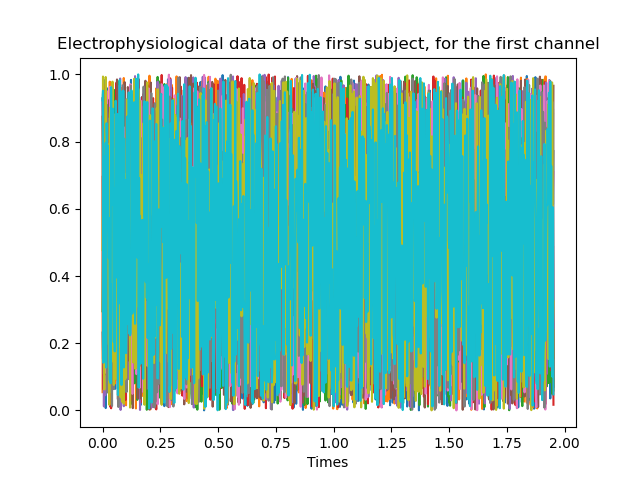 Electrophysiological data of the first subject, for the first channel
1.0
0.8
0.6
0.4
0.2
0.0
0.00 0.25 0.50 0.75 1.00 1.25 1.50 1.75 2.00
Times